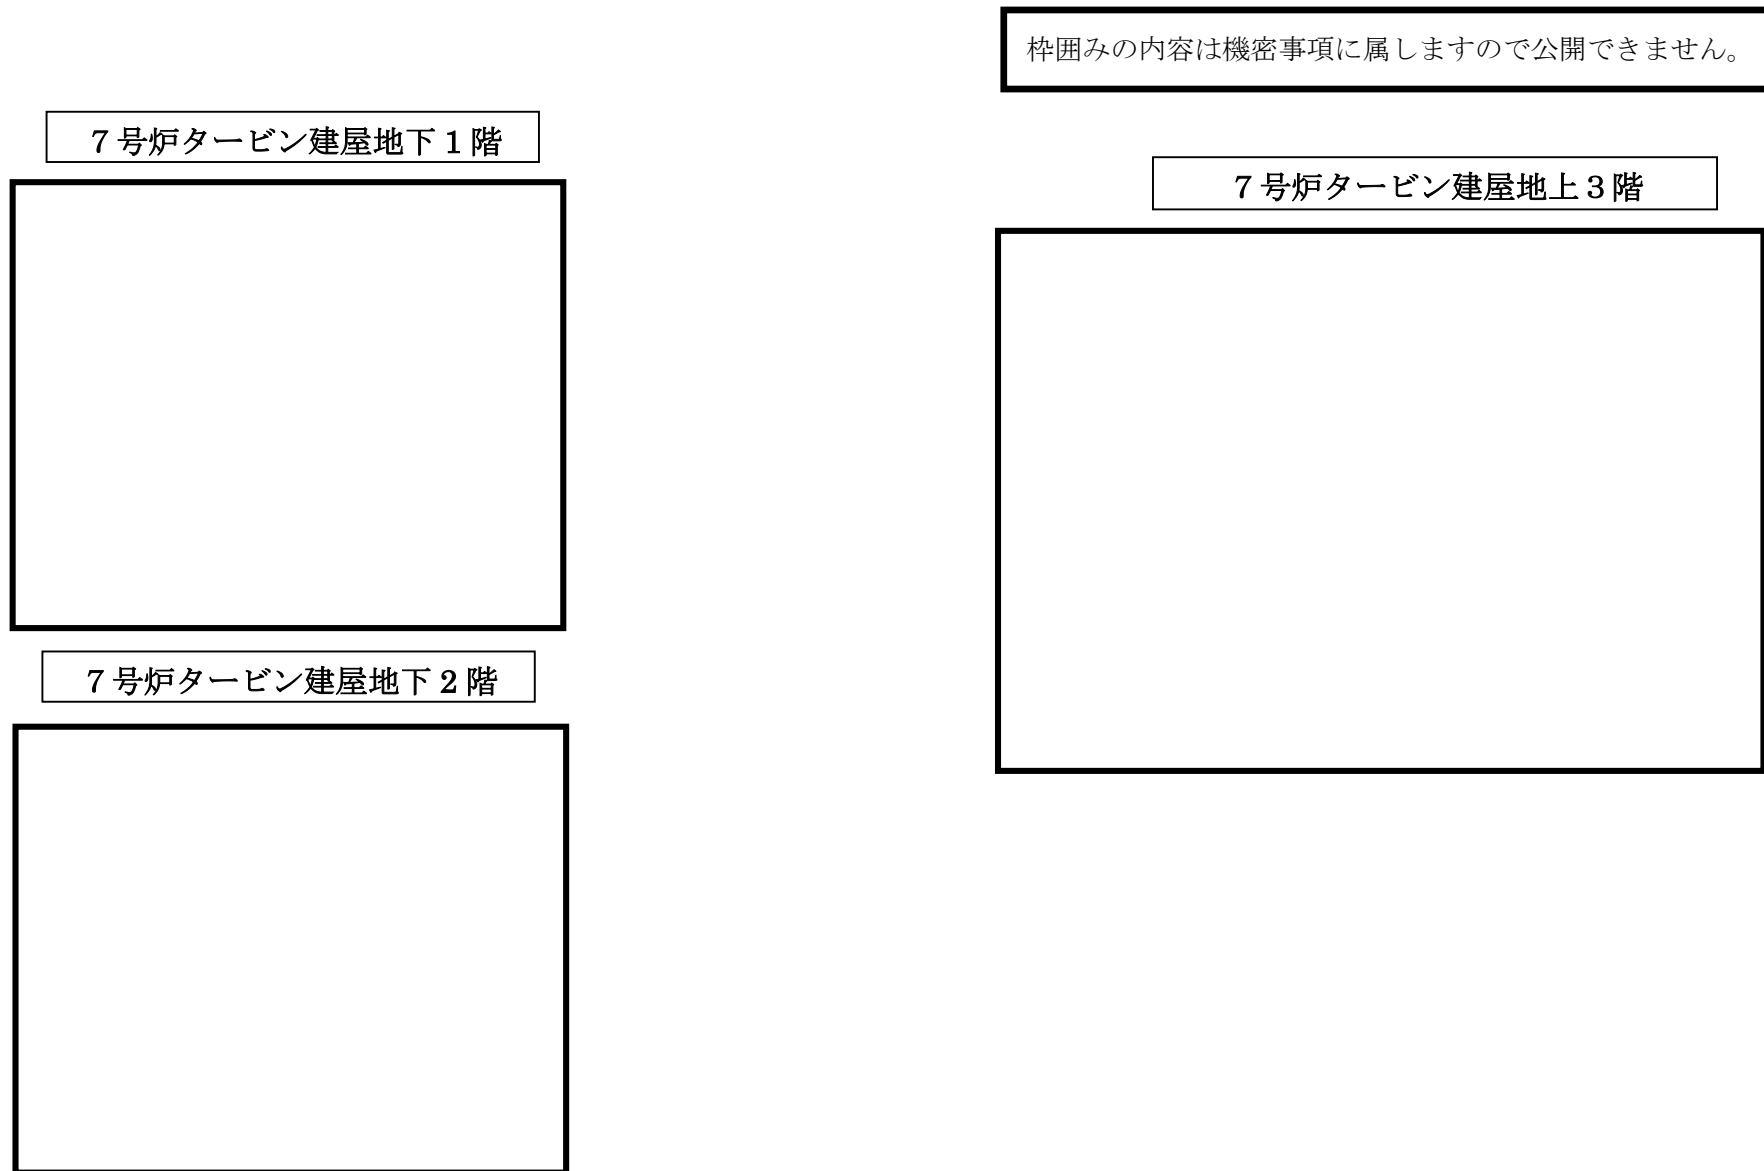 枠囲みの内容は機密事項に属しますので公開できません。
７号炉タービン建屋地下１階
７号炉タービン建屋地上３階
７号炉タービン建屋地下２階